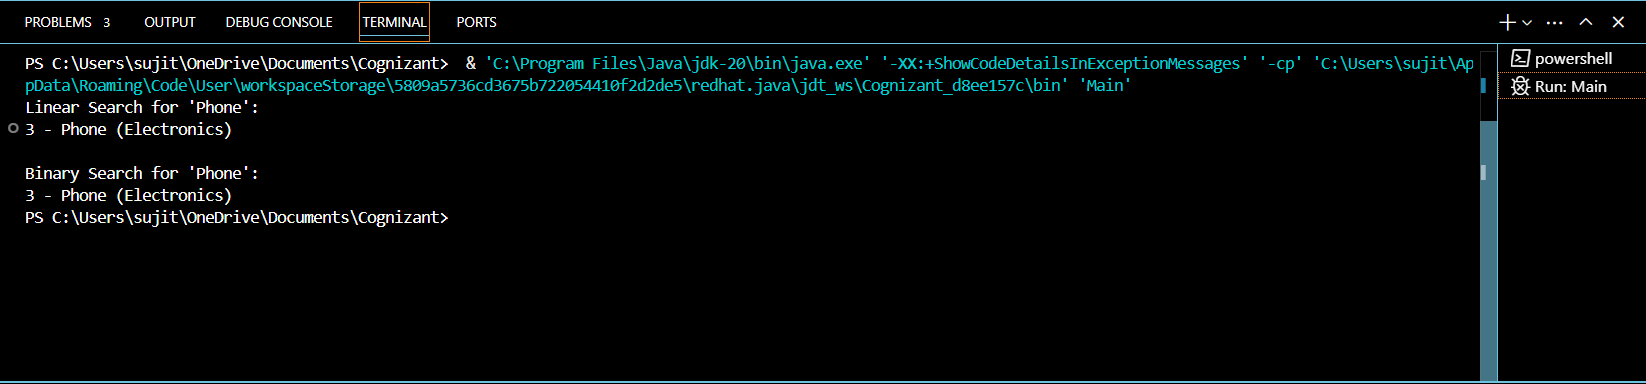 PROBLEMS 3 OUTPUT DEBUG CONSOLE TERMINAL PORTS
PS C:\Users\sujit\OneDrive\Documents\Cognizant>  & 'C:\Program Files\Java\jdk-20\bin\java.exe' '-XX:+ShowCodeDetailsInExceptionMessages' '-cp' 'C:\Users\sujit\Ap
pData\Roaming\Code\User\workspaceStorage\5809a5736cd3675b722054410f2d2de5\redhat.java\jdt_ws\Cognizant_d8ee157c\bin' 'Main'
Linear Search for 'Phone':
3 - Phone (Electronics)
Binary Search for 'Phone':
3 - Phone (Electronics)
PS C:\Users\sujit\OneDrive\Documents\Cognizant>
powershell
Run: Main